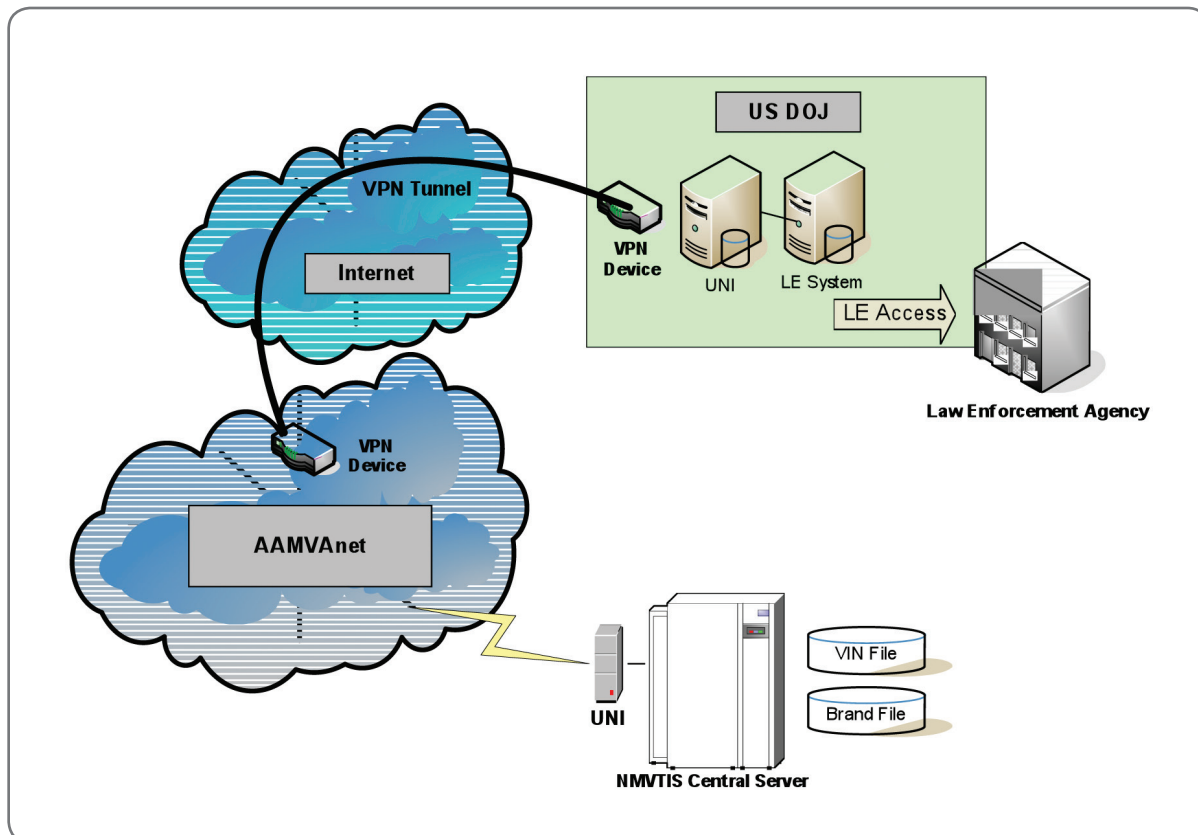 US DOJ
VPN Tunnel
Internet
VPN
Device
UNI
LE System
LE Access
Law Enforcement Agency
VPN
Device
AAMVAnet
UNI
NMVTIS Central Server
VIN File
Brand File